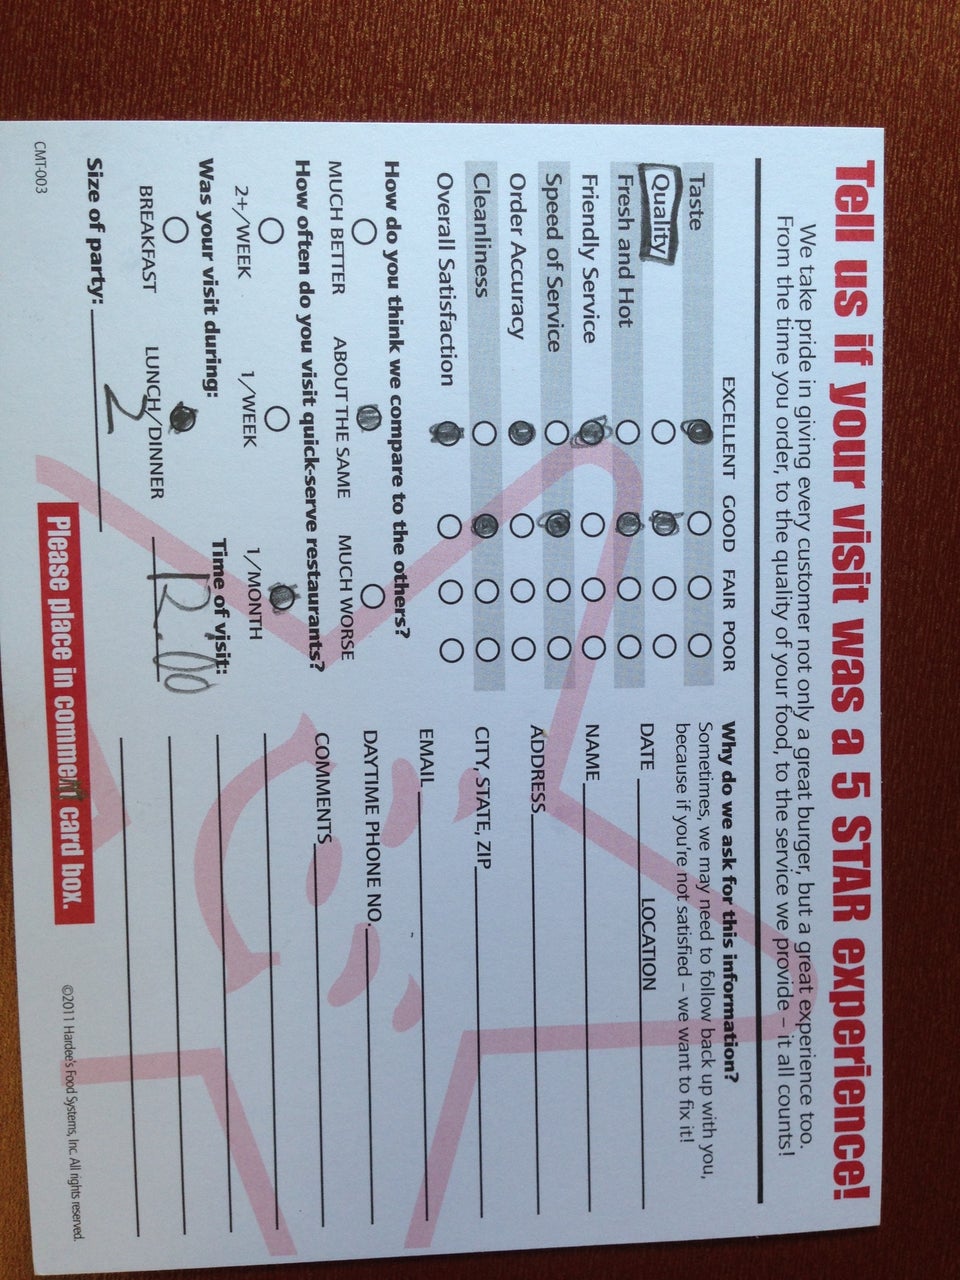 Tell us if your visit was a 5 STAR experience!
We take pride in giving every customer not only a great burger, but a great experience too.
From the time you order, to the quality of your food, to the service we provide – it all counts!
EXCELLENT GOOD FAIR POOR
Taste
Quality
Fresh and Hot
Friendly Service
Speed of Service
Order Accuracy
Cleanliness
Overall Satisfaction
How do you think we compare to the others?
MUCH BETTER ABOUT THE SAME MUCH WORSE
How often do you visit quick-serve restaurants?
2+/WEEK 1/WEEK 1/MONTH
Was your visit during: Time of visit:
BREAKFAST LUNCH/DINNER
Size of party: 2
Why do we ask for this information?
Sometimes, we may need to follow back up with you,
because if you're not satisfied – we want to fix it!
DATE LOCATION
NAME
ADDRESS
CITY, STATE, ZIP
EMAIL
DAYTIME PHONE NO.
COMMENTS
Please place in comment card box.
CMT-003
©2011 Hardee's Food Systems, Inc. All rights reserved.